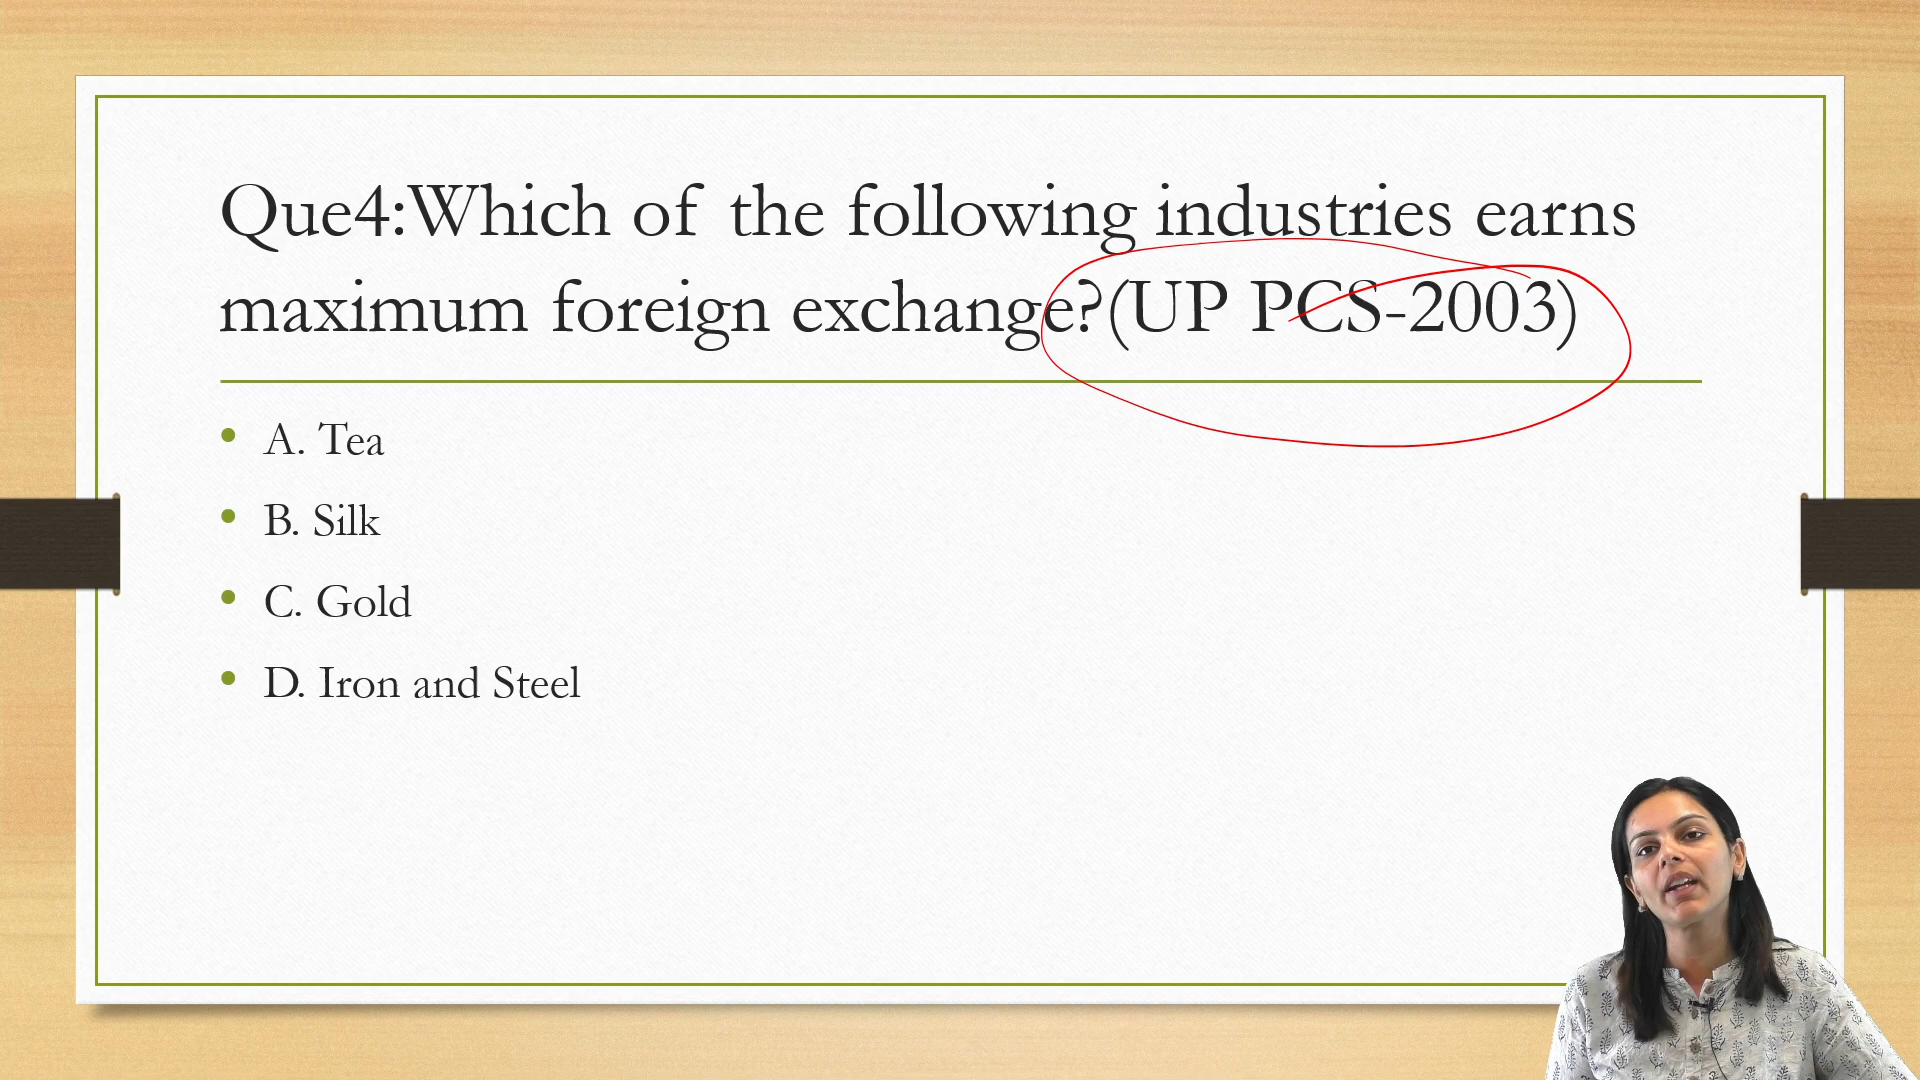 Que4:Which of the following industries earns
maximum foreign exchange?(UP PCS-2003)
A. Tea
B. Silk
C. Gold
D. Iron and Steel